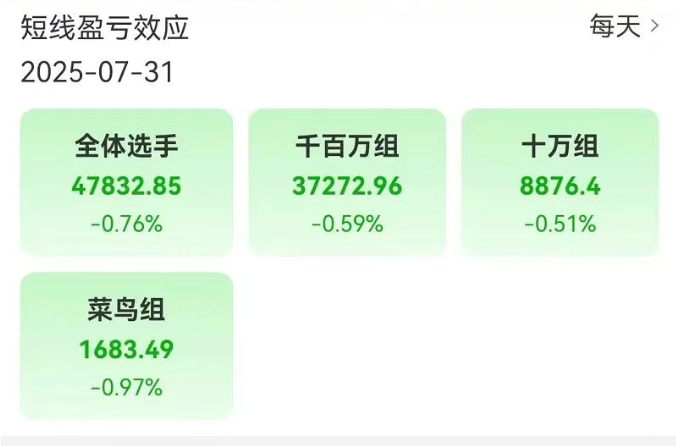 短线盈亏效应 每天 >
2025-07-31
全体选手 千百万组 十万组
47832.85 37272.96 8876.4
-0.76% -0.59% -0.51%
菜鸟组
1683.49
-0.97%